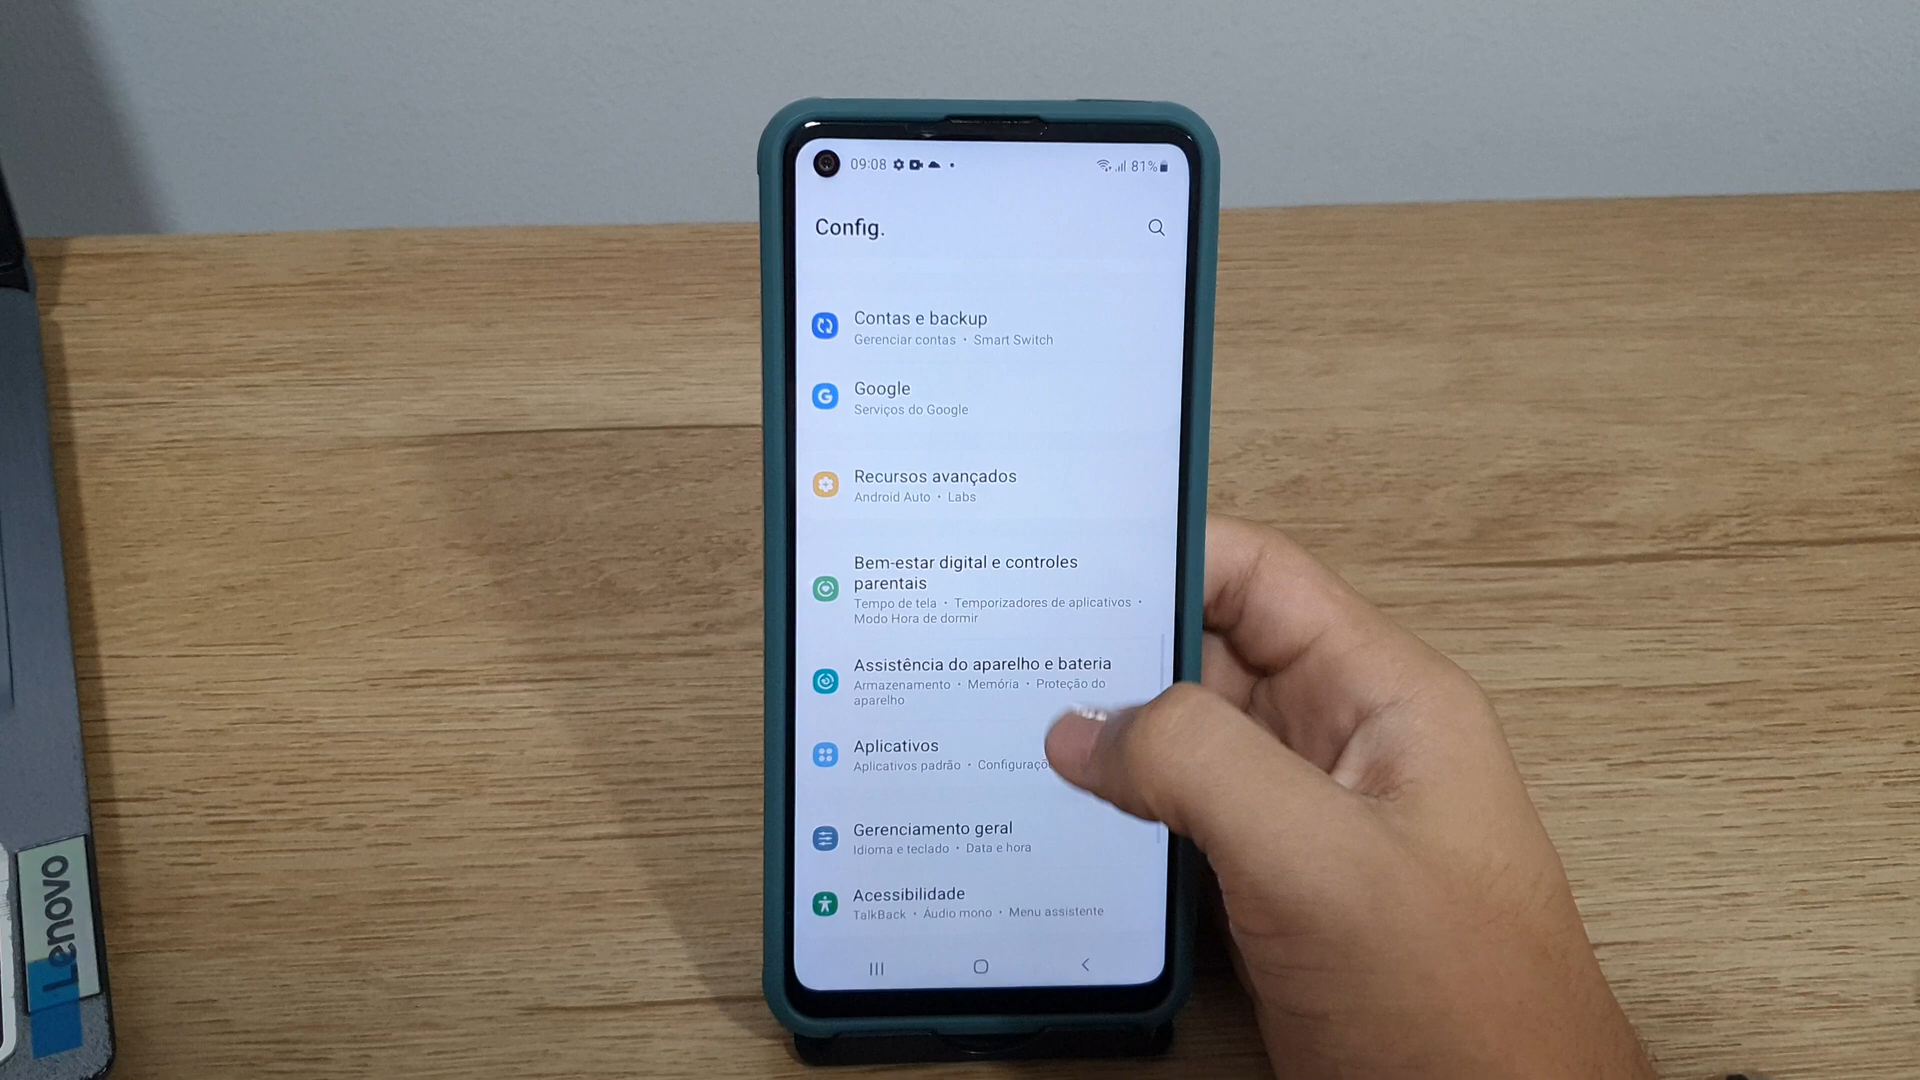 09:08
81%
Config.
Contas e backup
Gerenciar contas • Smart Switch
Google
Serviços do Google
Recursos avançados
Android Auto • Labs
Bem-estar digital e controles
parentais
Tempo de tela • Temporizadores de aplicativos •
Modo Hora de dormir
Assistência do aparelho e bateria
Armazenamento • Memória • Proteção do
aparelho
Aplicativos
Aplicativos padrão •
Gerenciamento geral
Idioma e teclado • Data e hora
Acessibilidade
TalkBack • Áudio mono • Menu assistente
Lenovo